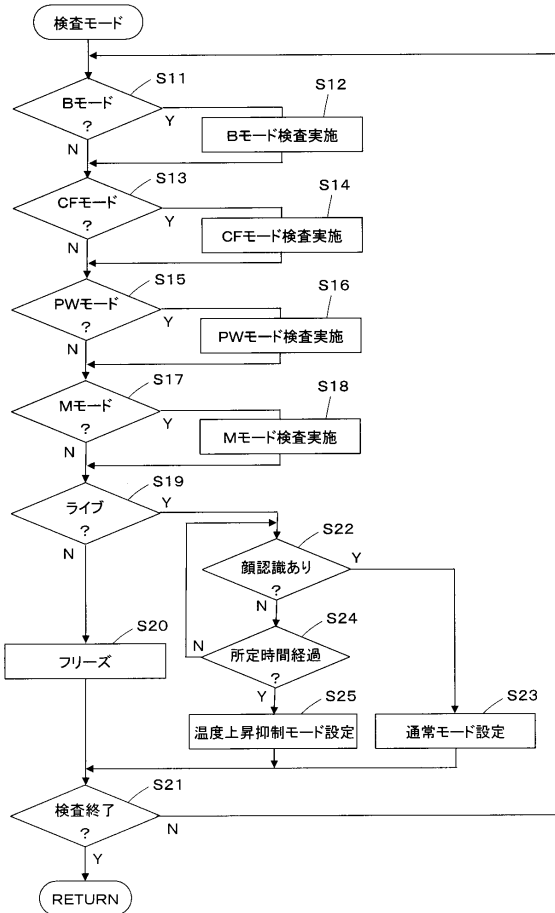 検査モード
S11
Bモード
?
Y
N
S12
Bモード検査実施
S13
CFモード
?
Y
N
S14
CFモード検査実施
S15
PWモード
?
Y
N
S16
PWモード検査実施
S17
Mモード
?
Y
N
S18
Mモード検査実施
S19
ライブ
?
Y
N
S22
顔認識あり
?
Y
N
S24
所定時間経過
?
N
Y
S20
フリーズ
S25
温度上昇抑制モード設定
S23
通常モード設定
S21
検査終了
?
N
Y
RETURN